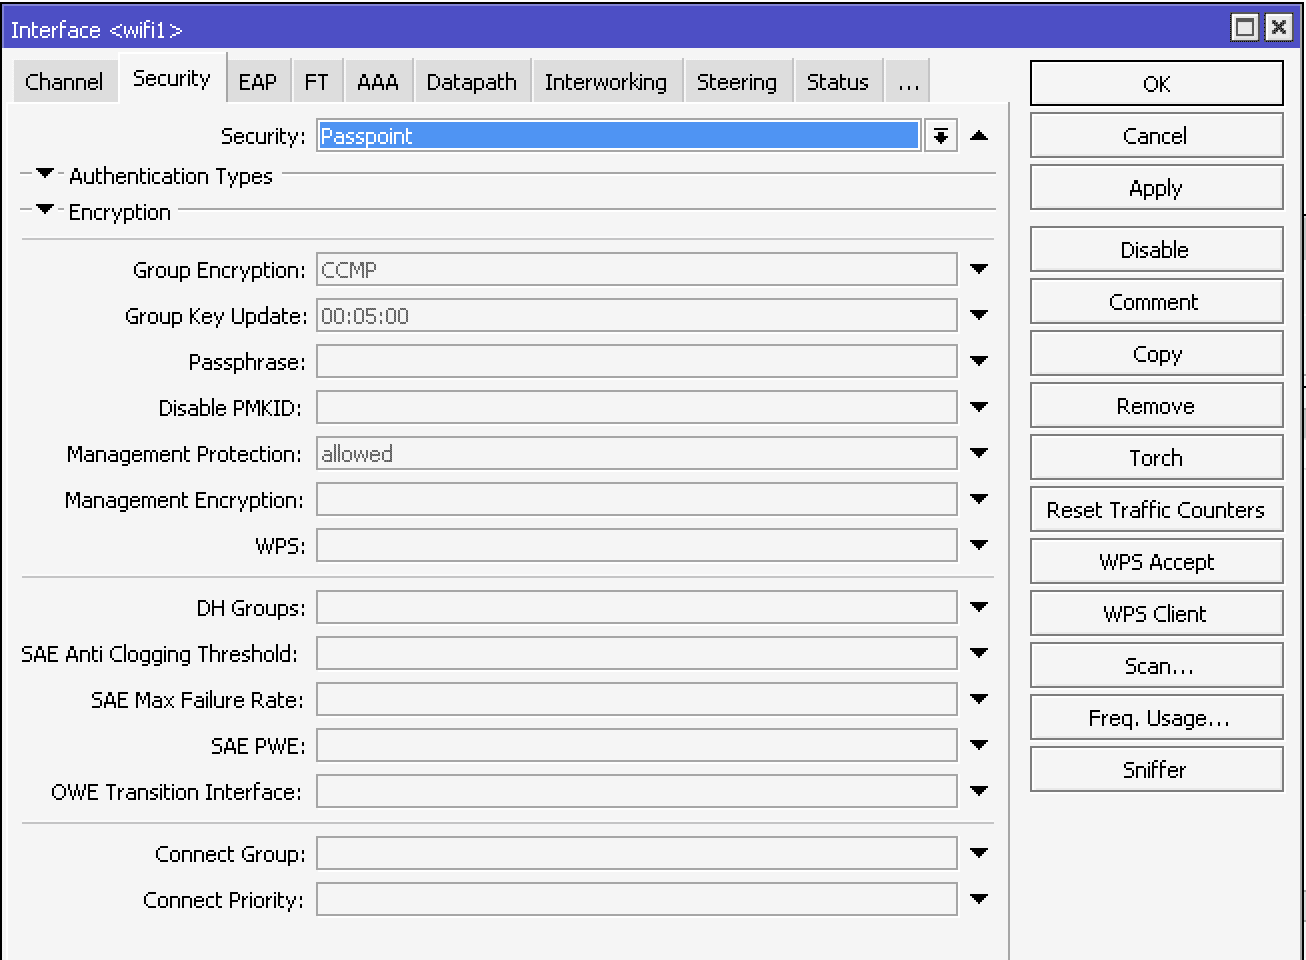 Interface <wifi1>
Channel Security EAP FT AAA Datapath Interworking Steering Status ...
Security: Passpoint
Authentication Types
Encryption
Group Encryption: CCMP
Group Key Update: 00:05:00
Passphrase:
Disable PMKID:
Management Protection: allowed
Management Encryption:
WPS:
DH Groups:
SAE Anti Clogging Threshold:
SAE Max Failure Rate:
SAE PWE:
OWE Transition Interface:
Connect Group:
Connect Priority:
OK
Cancel
Apply
Disable
Comment
Copy
Remove
Torch
Reset Traffic Counters
WPS Accept
WPS Client
Scan...
Freq. Usage...
Sniffer